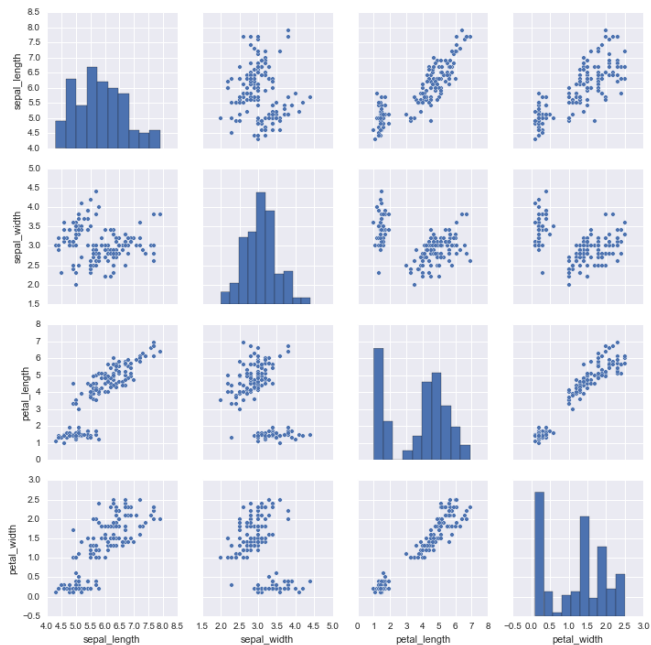 8.5
8.0
7.5
7.0
6.5
6.0
5.5
5.0
4.5
4.0
sepal_length
5.0
4.5
4.0
3.5
3.0
2.5
2.0
1.5
sepal_width
8
7
6
5
4
3
2
1
0
petal_length
3.0
2.5
2.0
1.5
1.0
0.5
0.0
−0.5
petal_width
4.0 4.5 5.0 5.5 6.0 6.5 7.0 7.5 8.0 8.5
sepal_length
1.5 2.0 2.5 3.0 3.5 4.0 4.5 5.0
sepal_width
0 1 2 3 4 5 6 7 8
petal_length
−0.5 0.0 0.5 1.0 1.5 2.0 2.5 3.0
petal_width